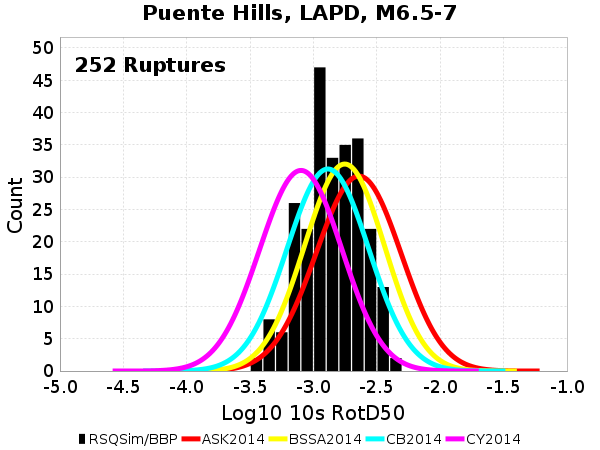 Puente Hills, LAPD, M6.5-7
252 Ruptures
Count
50
45
40
35
30
25
20
15
10
5
0
-5.0 -4.5 -4.0 -3.5 -3.0 -2.5 -2.0 -1.5 -1.0
Log10 10s RotD50
RSQSim/BBP ASK2014 BSSA2014 CB2014 CY2014